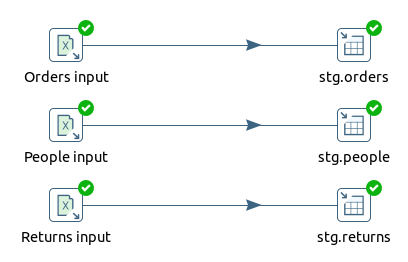 Orders input
stg.orders
People input
stg.people
Returns input
stg.returns